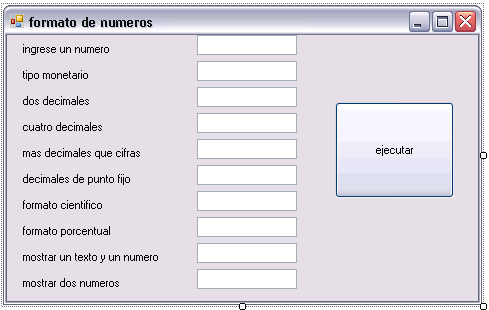 formato de numeros
ingrese un numero
tipo monetario
dos decimales
cuatro decimales
mas decimales que cifras
decimales de punto fijo
formato cientifico
formato porcentual
mostrar un texto y un numero
mostrar dos numeros
ejecutar